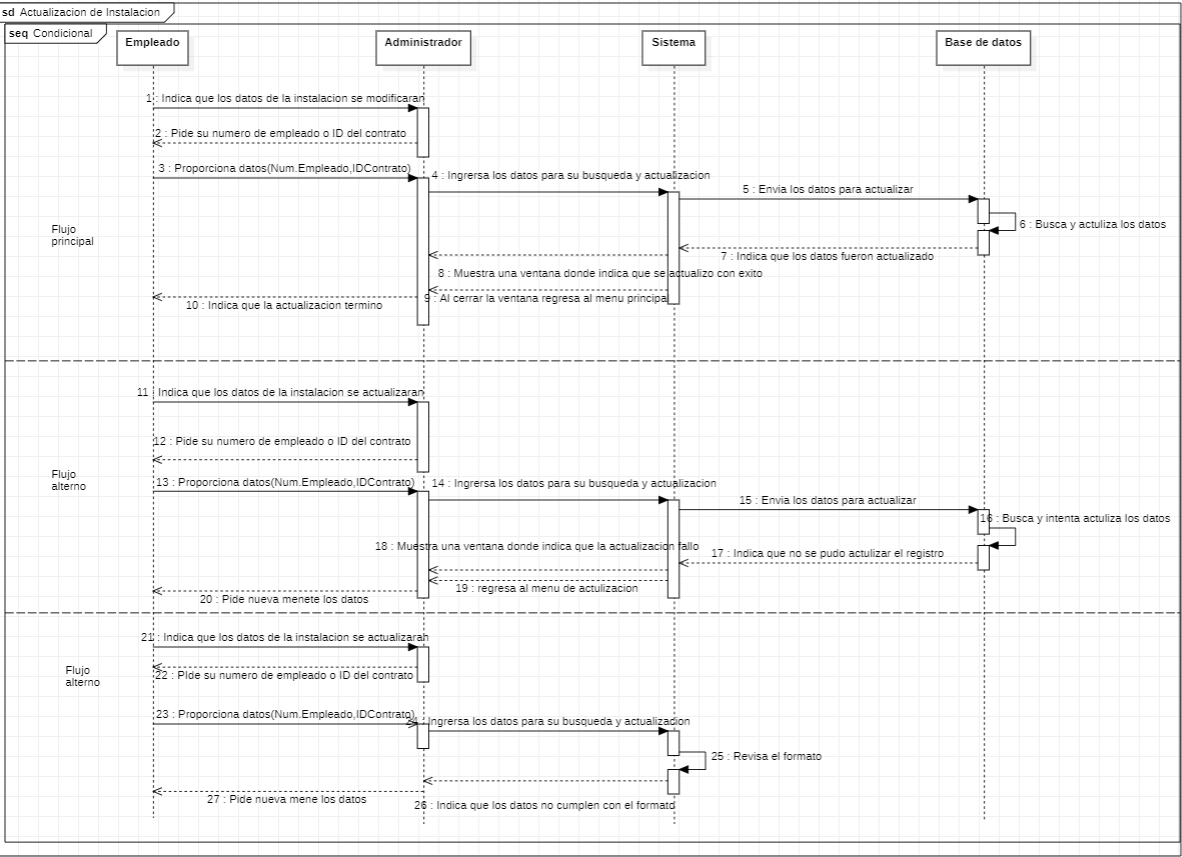 sd Actualizacion de Instalacion
seq Condicional
Empleado
Administrador
Sistema
Base de datos
1 : Indica que los datos de la instalacion se modificaran
2 : Pide su numero de empleado o ID del contrato
3 : Proporciona datos(Num.Empleado,IDContrato)
4 : Ingrersa los datos para su busqueda y actualizacion
5 : Envia los datos para actualizar
6 : Busca y actuliza los datos
Flujo
principal
7 : Indica que los datos fueron actualizado
8 : Muestra una ventana donde indica que se actualizo con exito
9 : Al cerrar la ventana regresa al menu principal
10 : Indica que la actualizacion termino
11 : Indica que los datos de la instalacion se actualizaran
12 : Pide su numero de empleado o ID del contrato
Flujo
alterno
13 : Proporciona datos(Num.Empleado,IDContrato)
14 : Ingrersa los datos para su busqueda y actualizacion
15 : Envia los datos para actualizar
16 : Busca y intenta actuliza los datos
18 : Muestra una ventana donde indica que la actualizacion fallo
17 : Indica que no se pudo actulizar el registro
19 : regresa al menu de actulizacion
20 : Pide nueva menete los datos
21 : Indica que los datos de la instalacion se actualizaran
Flujo
alterno
22 : PIde su numero de empleado o ID del contrato
23 : Proporciona datos(Num.Empleado,IDContrato)
24 : Ingrersa los datos para su busqueda y actualizacion
25 : Revisa el formato
27 : Pide nueva mene los datos
26 : Indica que los datos no cumplen con el formato